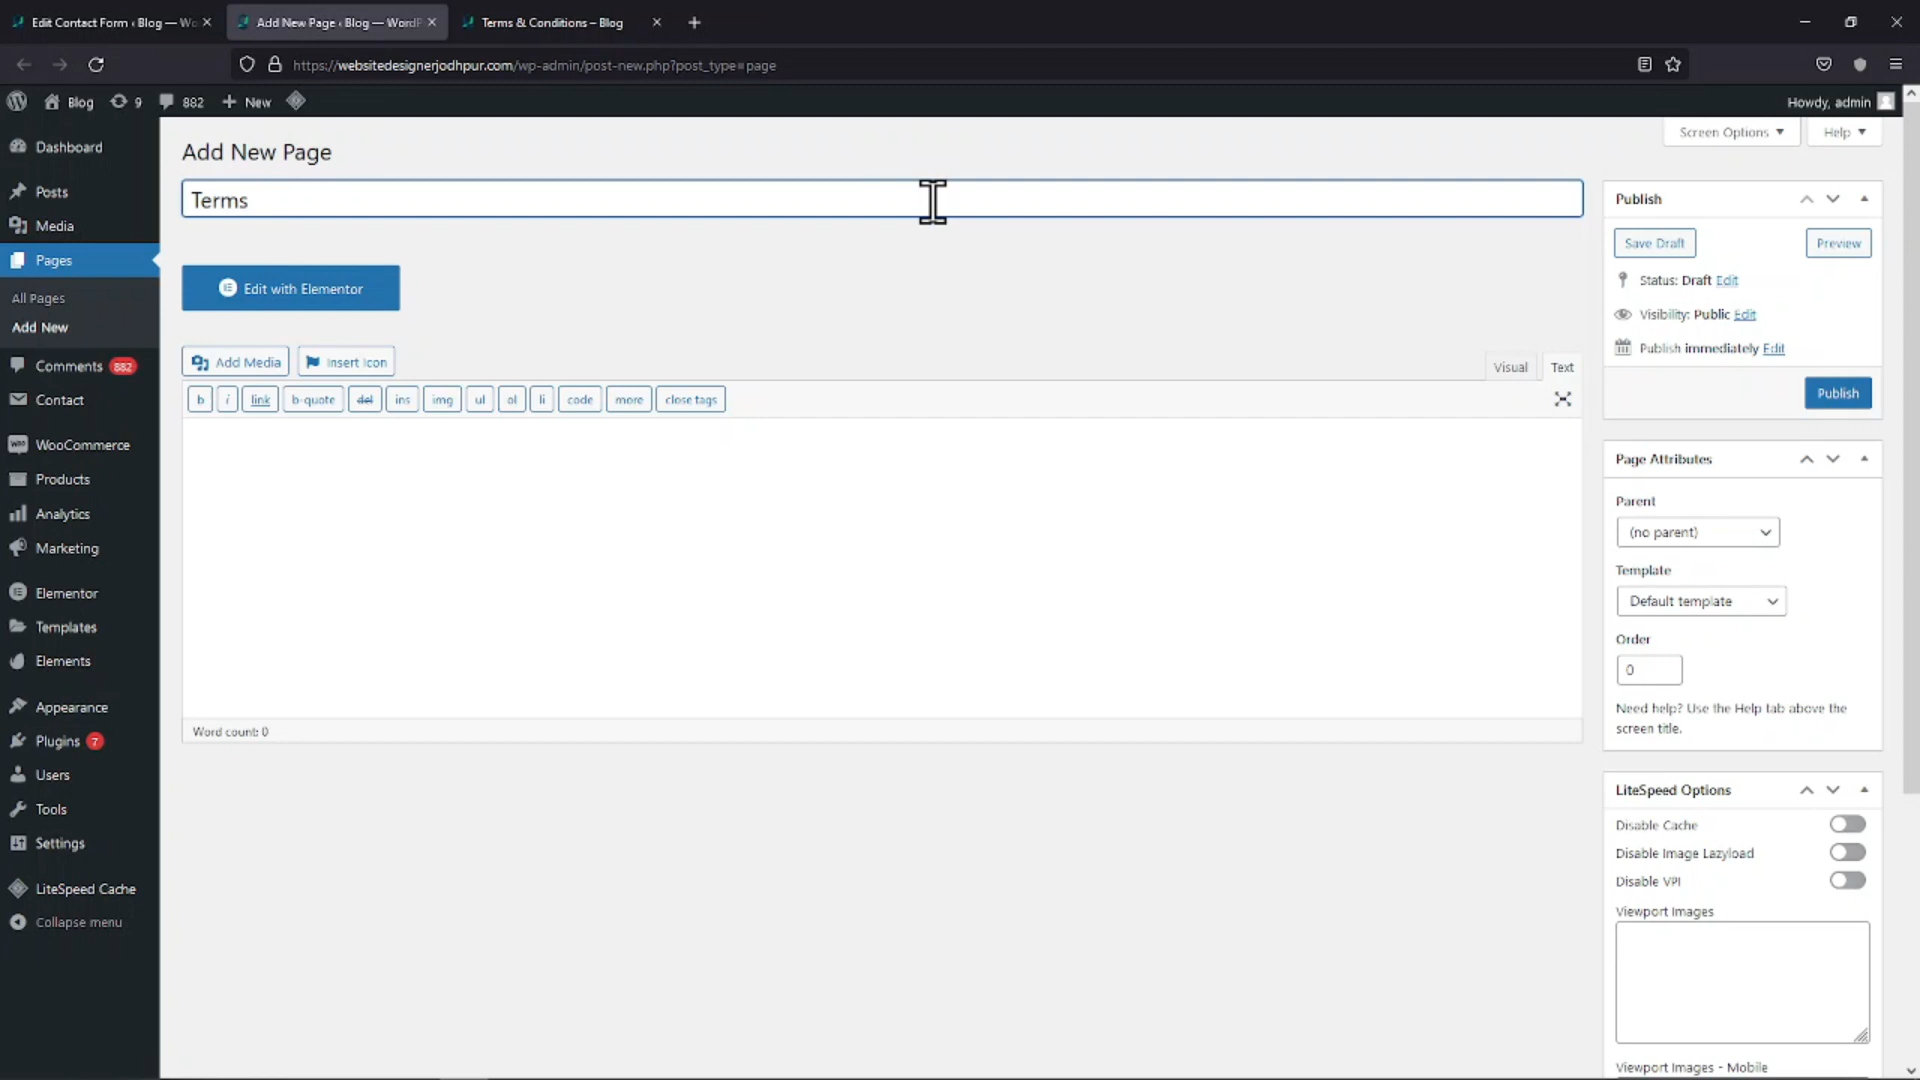 Edit Contact Form ‹ Blog — Wo
Add New Page ‹ Blog — WordP
Terms & Conditions – Blog
https://websitedesignerjodhpur.com/wp-admin/post-new.php?post_type=page
Blog
9
882
New
Howdy, admin
Screen Options
Help
Dashboard
Posts
Media
Pages
All Pages
Add New
Comments 882
Contact
WooCommerce
Products
Analytics
Marketing
Elementor
Templates
Elements
Appearance
Plugins 7
Users
Tools
Settings
LiteSpeed Cache
Collapse menu
Add New Page
Terms
Edit with Elementor
Add Media
Insert Icon
Visual
Text
b
i
link
b-quote
del
ins
img
ul
ol
li
code
more
close tags
Word count: 0
Publish
Save Draft
Preview
Status: Draft Edit
Visibility: Public Edit
Publish immediately Edit
Publish
Page Attributes
Parent
(no parent)
Template
Default template
Order
0
Need help? Use the Help tab above the
screen title.
LiteSpeed Options
Disable Cache
Disable Image Lazyload
Disable VPI
Viewport Images
Viewport Images - Mobile